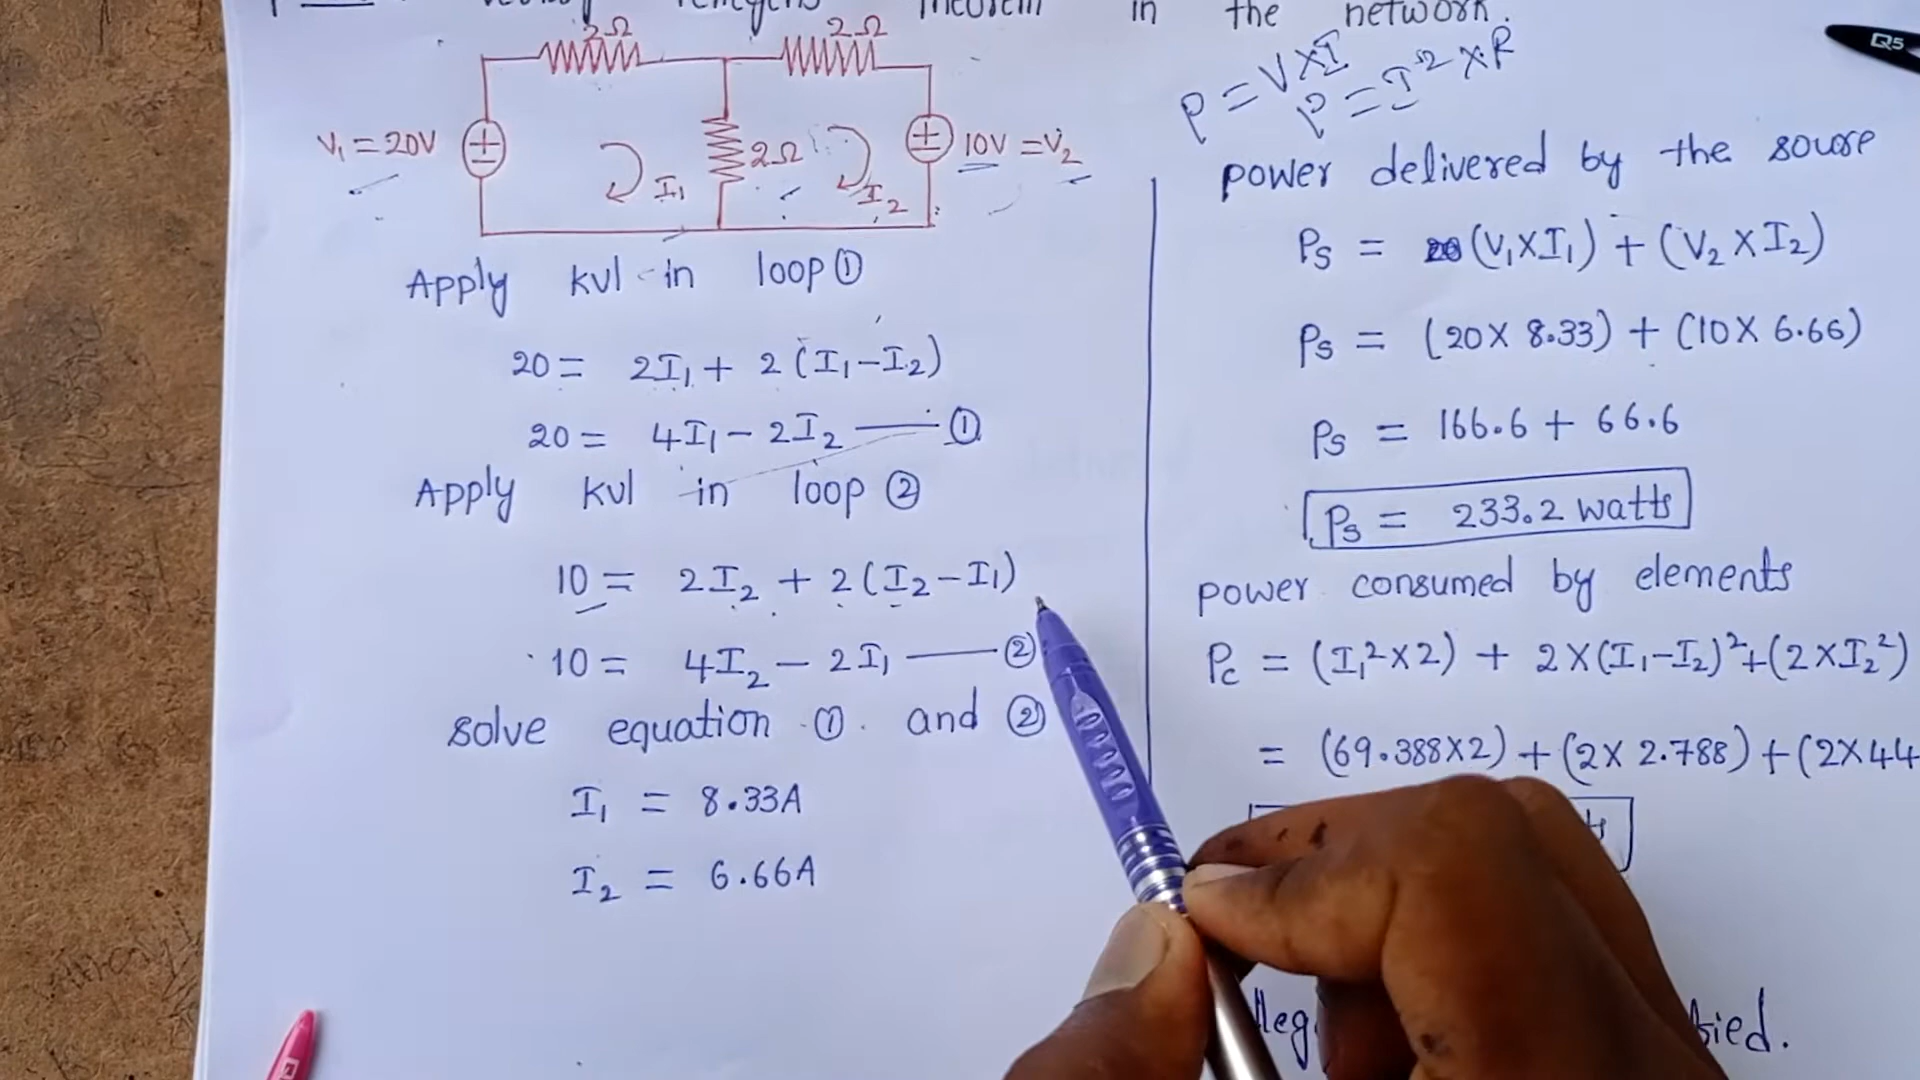 theorem in the network.
2Ω 2Ω
V₁ = 20V + − 2Ω + − 10V = V₂
I₁ I₂
Apply kvl in loop ①
20 = 2I₁ + 2 (I₁-I₂)
20 = 4I₁ - 2I₂ —— ①
Apply kvl in loop ②
10 = 2I₂ + 2 (I₂-I₁)
10 = 4I₂ - 2I₁ —— ②
solve equation ① and ②
I₁ = 8.33A
I₂ = 6.66A
P = V×I
P = I² × R
power delivered by the sourse
Ps = (V₁×I₁) + (V₂×I₂)
Ps = (20×8.33) + (10×6.66)
Ps = 166.6 + 66.6
Ps = 233.2 watts
power consumed by elements
Pc = (I₁²×2) + 2×(I₁-I₂)²+(2×I₂²)
= (69.388×2) + (2×2.788) + (2×44
Q5